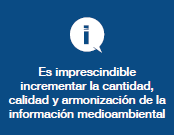 i
Es imprescindible
incrementar la cantidad,
calidad y armonización de la
información medioambiental